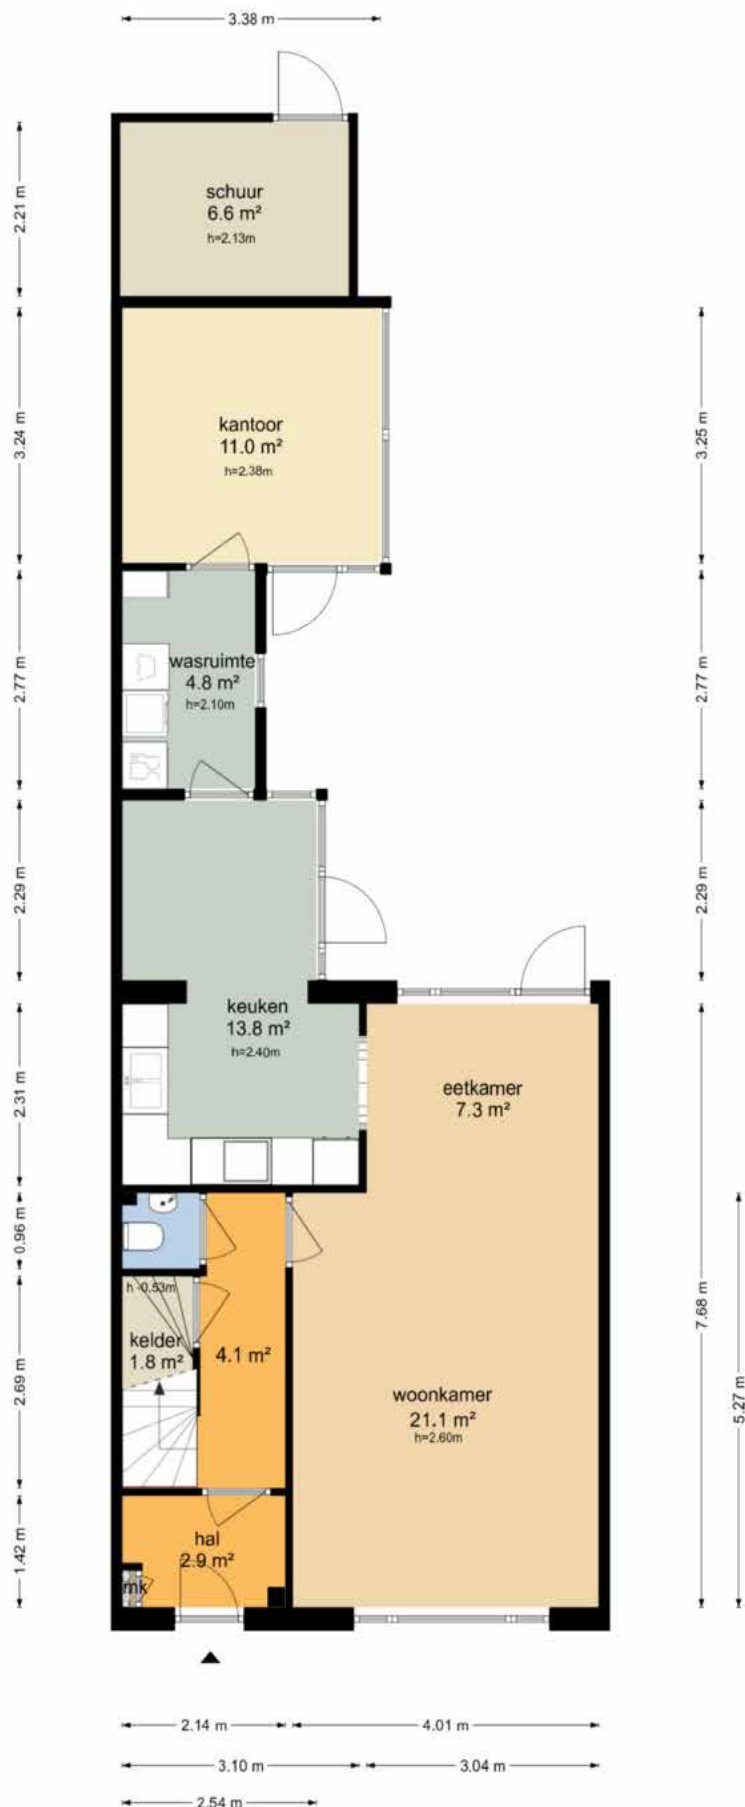 3.38 m
2.21 m
schuur
6.6 m²
h=2.13m
3.24 m
kantoor
11.0 m²
h=2.38m
3.25 m
2.77 m
wasruimte
4.8 m²
h=2.10m
2.77 m
2.29 m
2.29 m
keuken
13.8 m²
h=2.40m
2.31 m
eetkamer
7.3 m²
0.96 m
h -0.53m
kelder
1.8 m²
4.1 m²
2.69 m
7.68 m
5.27 m
woonkamer
21.1 m²
h=2.60m
1.42 m
hal
2.9 m²
mk
2.14 m
4.01 m
3.10 m
3.04 m
2.54 m